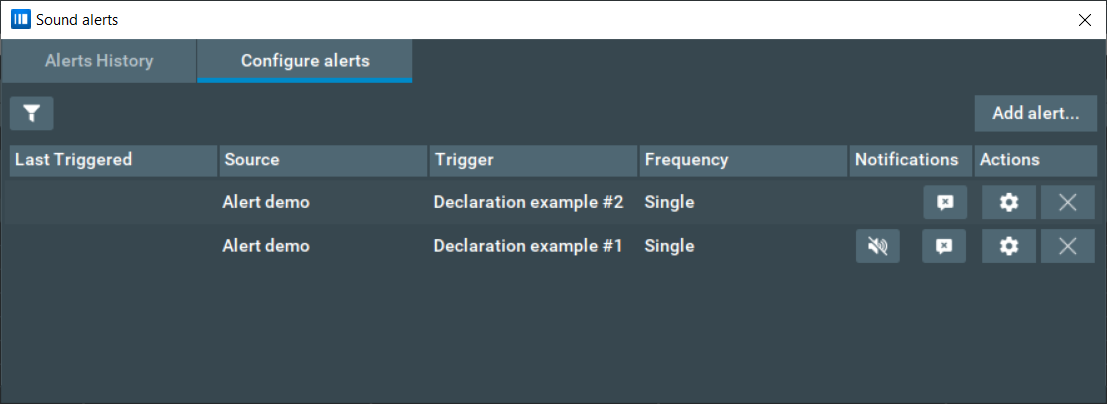 Sound alerts
Alerts History Configure alerts
Add alert...
Last Triggered Source Trigger Frequency Notifications Actions
Alert demo Declaration example #2 Single
Alert demo Declaration example #1 Single